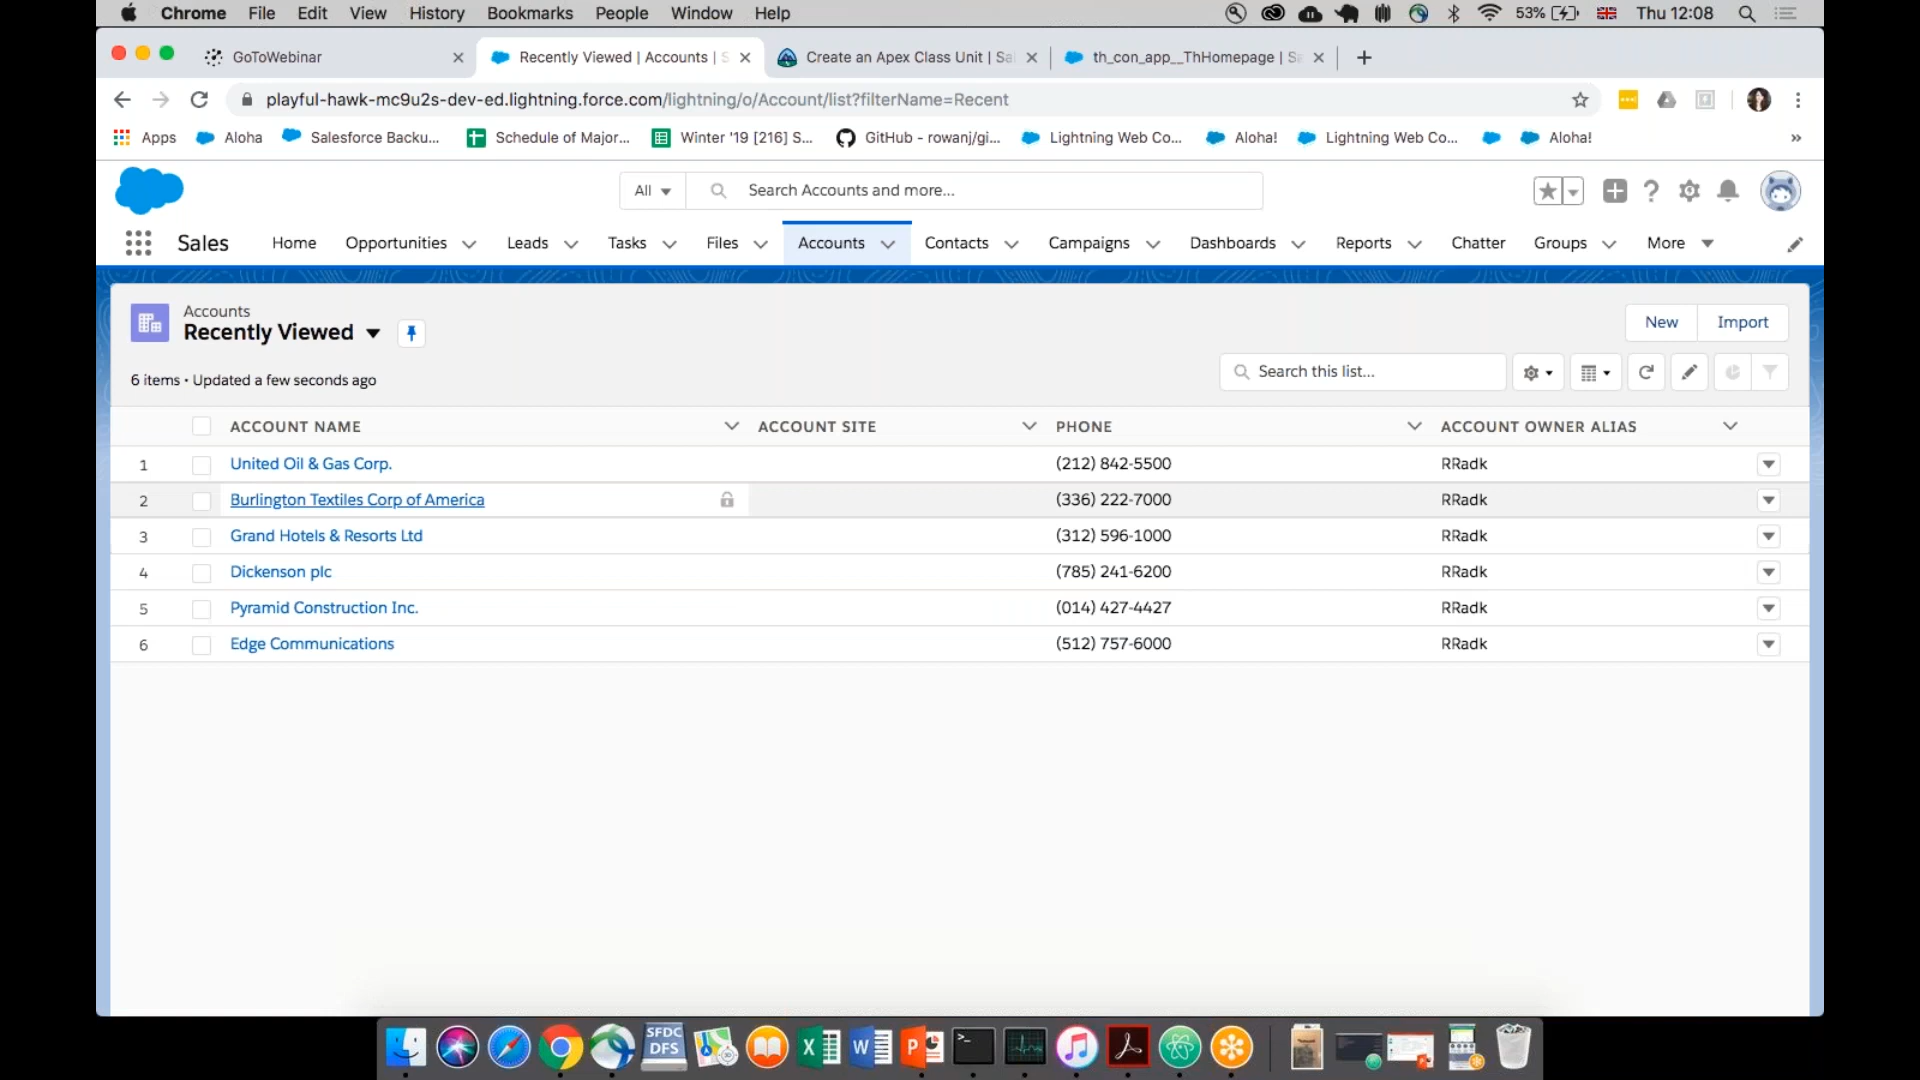 Chrome File Edit View History Bookmarks People Window Help 53% Thu 12:08
GoToWebinar Recently Viewed | Accounts | S Create an Apex Class Unit | Sal th_con_app__ThHomepage | Sa
playful-hawk-mc9u2s-dev-ed.lightning.force.com/lightning/o/Account/list?filterName=Recent
Apps Aloha Salesforce Backu... Schedule of Major... Winter '19 [216] S... GitHub - rowanj/gi... Lightning Web Co... Aloha! Lightning Web Co... Aloha! »
All Search Accounts and more...
Sales Home Opportunities Leads Tasks Files Accounts Contacts Campaigns Dashboards Reports Chatter Groups More
Accounts
Recently Viewed
New Import
6 items • Updated a few seconds ago
Search this list...
ACCOUNT NAME ACCOUNT SITE PHONE ACCOUNT OWNER ALIAS
1 United Oil & Gas Corp. (212) 842-5500 RRadk
2 Burlington Textiles Corp of America (336) 222-7000 RRadk
3 Grand Hotels & Resorts Ltd (312) 596-1000 RRadk
4 Dickenson plc (785) 241-6200 RRadk
5 Pyramid Construction Inc. (014) 427-4427 RRadk
6 Edge Communications (512) 757-6000 RRadk
SFDC
DFS